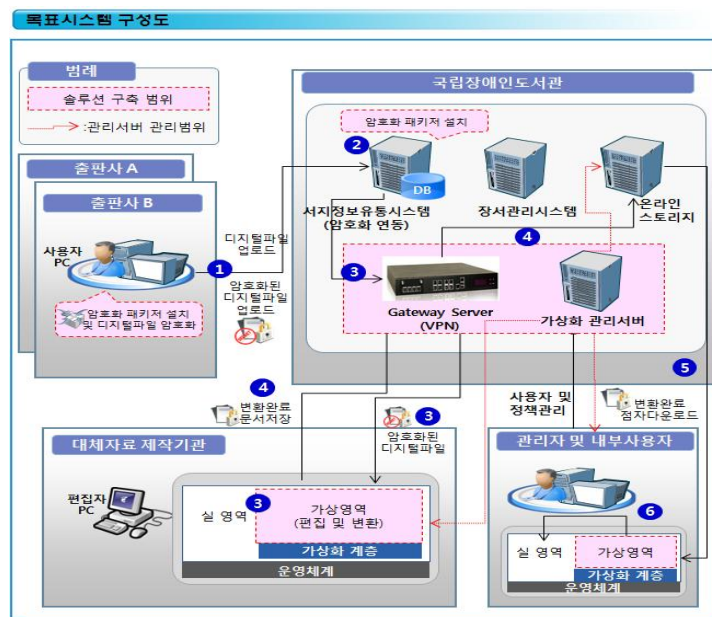 목표시스템 구성도
범례
솔루션 구축 범위
:관리서버 관리범위
국립장애인도서관
암호화 패키저 설치
2
DB
서지정보유통시스템
(암호화 연동)
장서관리시스템
온라인
스토리지
출판사 A
출판사 B
사용자
PC
1
디지털파일
업로드
암호화된
디지털파일
업로드
암호화 패키저 설치
및 디지털파일 암호화
3
4
Gateway Server
(VPN)
가상화 관리서버
5
4
변환완료
문서저장
3
암호화된
디지털파일
사용자 및
정책관리
변환완료
점자다운로드
대체자료 제작기관
편집자
PC
실 영역
3
가상영역
(편집 및 변환)
가상화 계층
운영체계
관리자 및 내부사용자
6
실 영역
가상영역
가상화 계층
운영체계